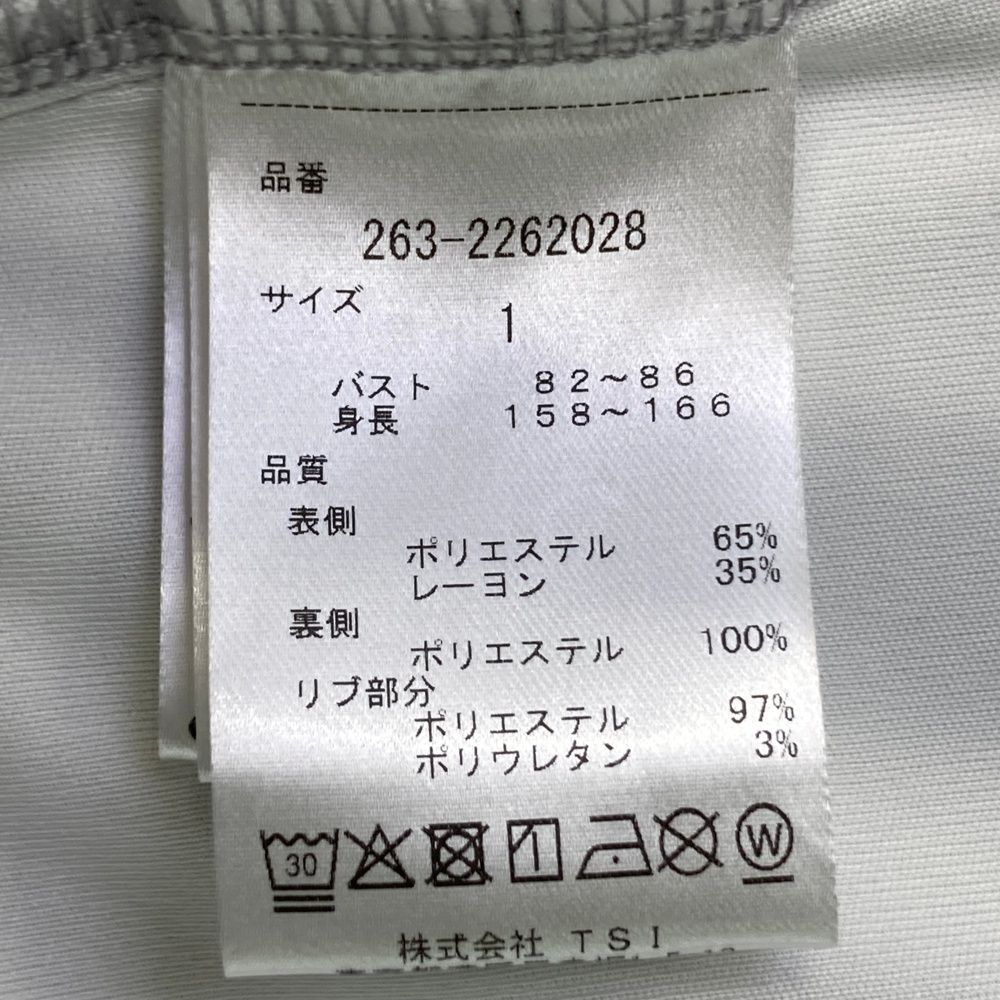 品番
263-2262028
サイズ
1
バスト 82～86
身長 158～166
品質
表側
ポリエステル 65%
レーヨン 35%
裏側
ポリエステル 100%
リブ部分
ポリエステル 97%
ポリウレタン 3%
30 W
株式会社 TSI